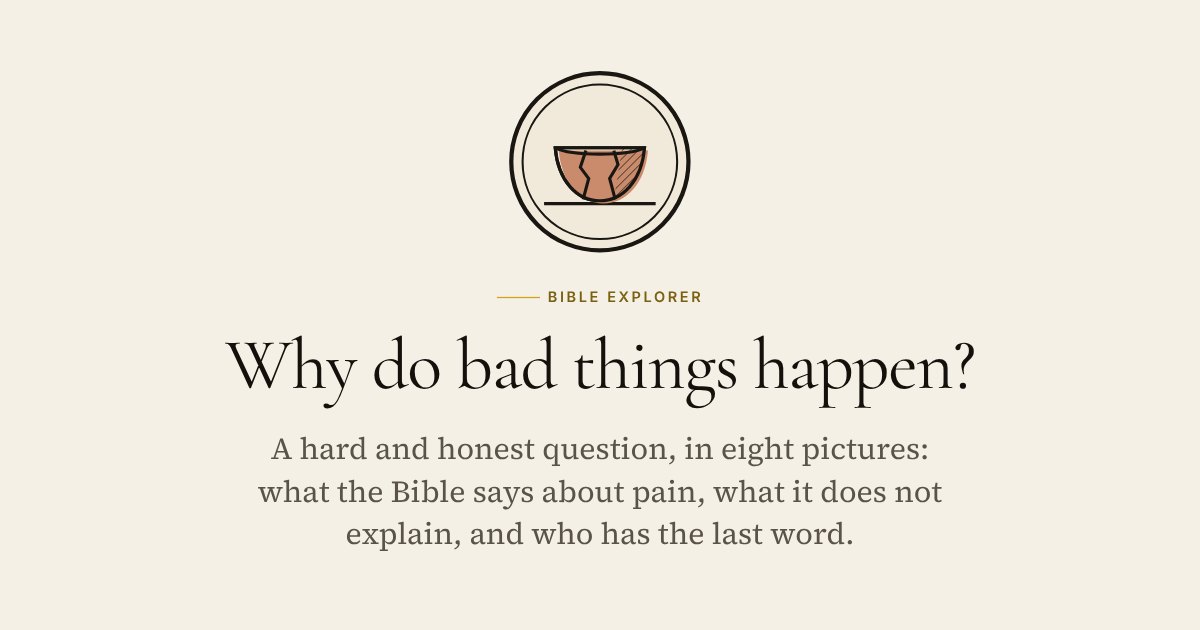 BIBLE EXPLORER
Why do bad things happen?
A hard and honest question, in eight pictures:
what the Bible says about pain, what it does not
explain, and who has the last word.